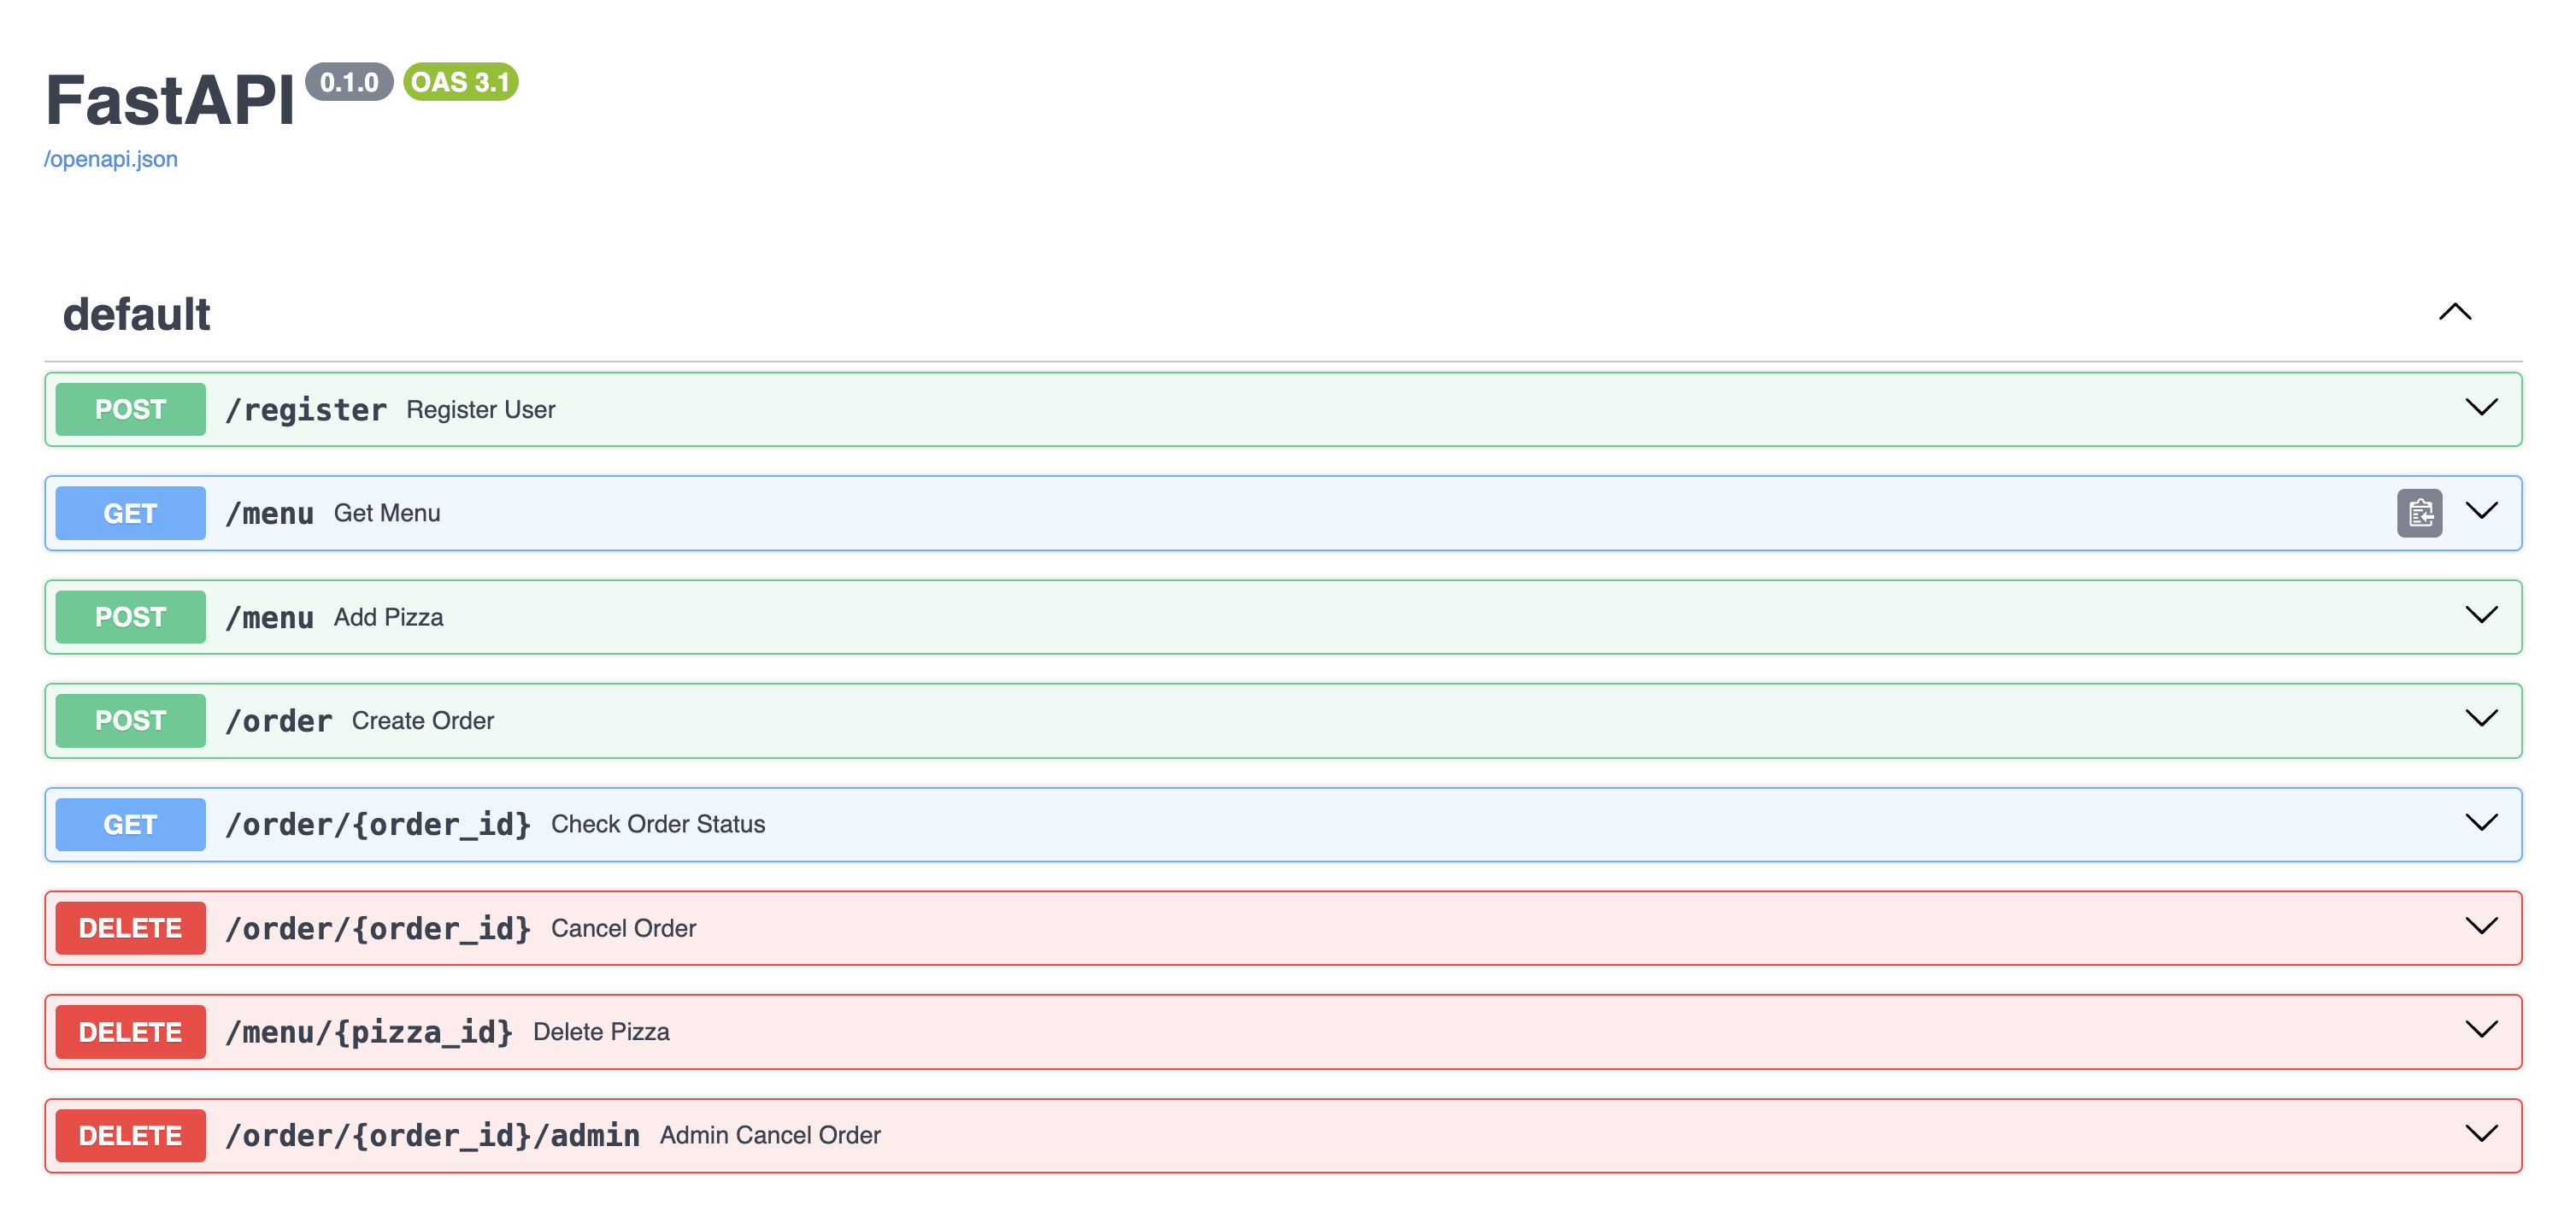 FastAPI 0.1.0 OAS 3.1
/openapi.json
default
POST /register Register User
GET /menu Get Menu
POST /menu Add Pizza
POST /order Create Order
GET /order/{order_id} Check Order Status
DELETE /order/{order_id} Cancel Order
DELETE /menu/{pizza_id} Delete Pizza
DELETE /order/{order_id}/admin Admin Cancel Order